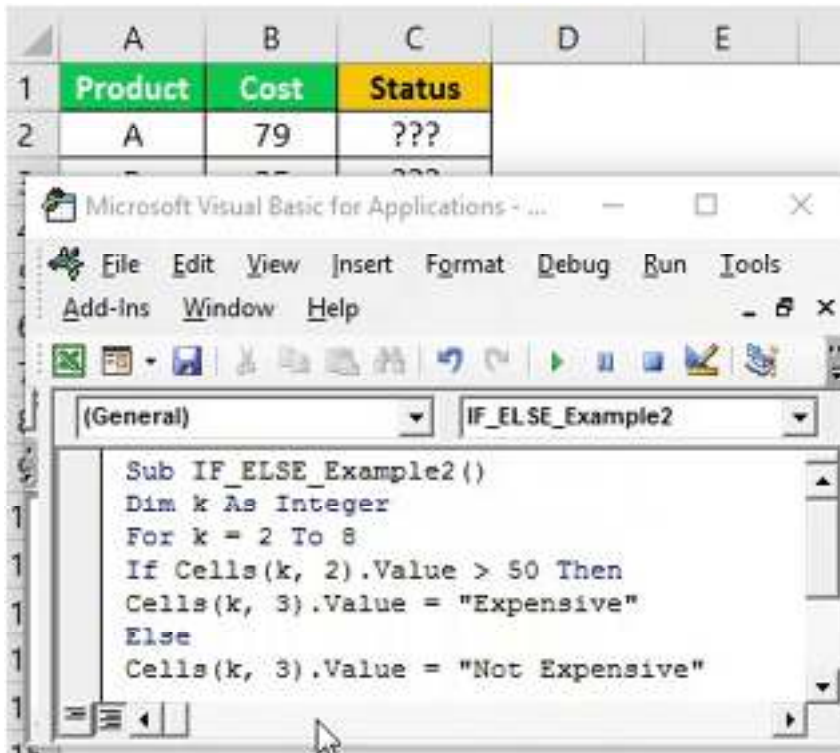 A B C D E
1 Product Cost Status
2 A 79 ???
Microsoft Visual Basic for Applications - ...
File Edit View Insert Format Debug Run Tools
Add-Ins Window Help
(General) IF_ELSE_Example2
Sub IF_ELSE_Example2()
Dim k As Integer
For k = 2 To 8
If Cells(k, 2).Value > 50 Then
Cells(k, 3).Value = "Expensive"
Else
Cells(k, 3).Value = "Not Expensive"